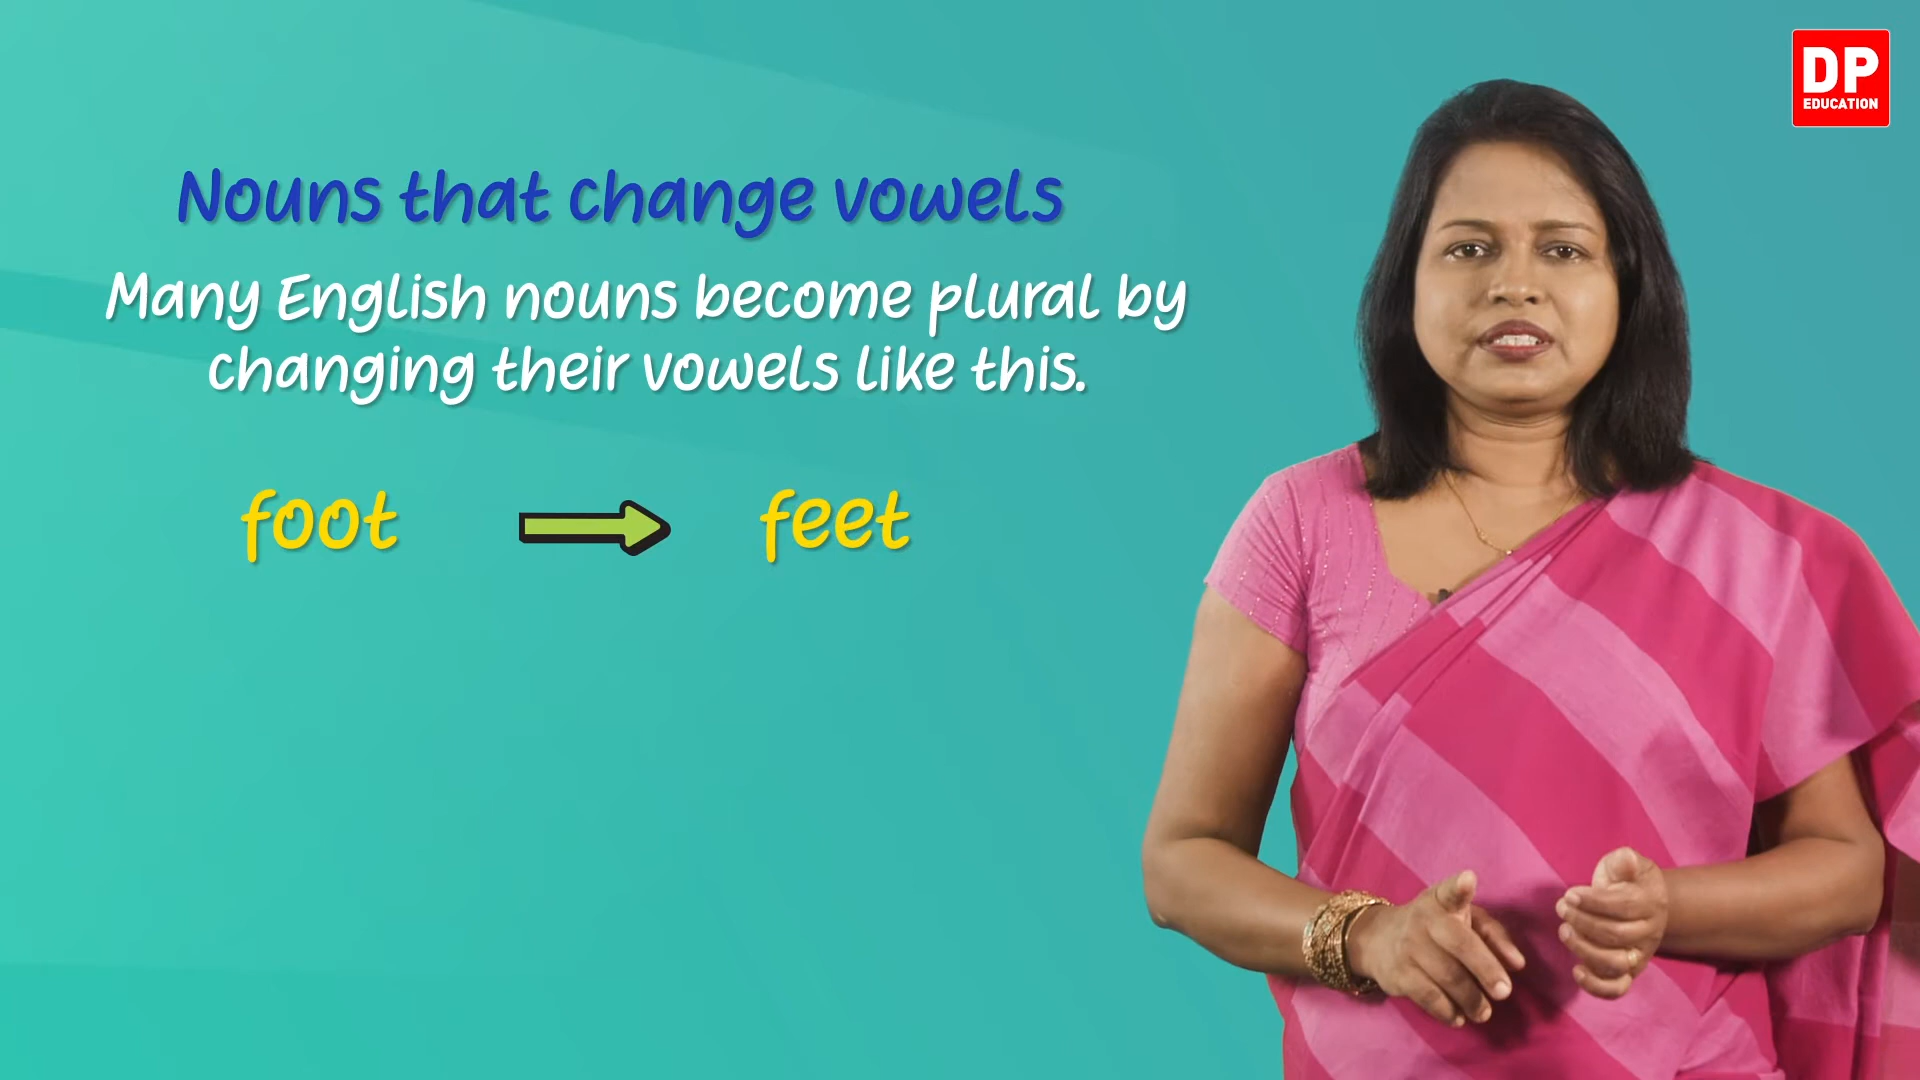 DP
EDUCATION
Nouns that change vowels
Many English nouns become plural by
changing their vowels like this.
foot feet